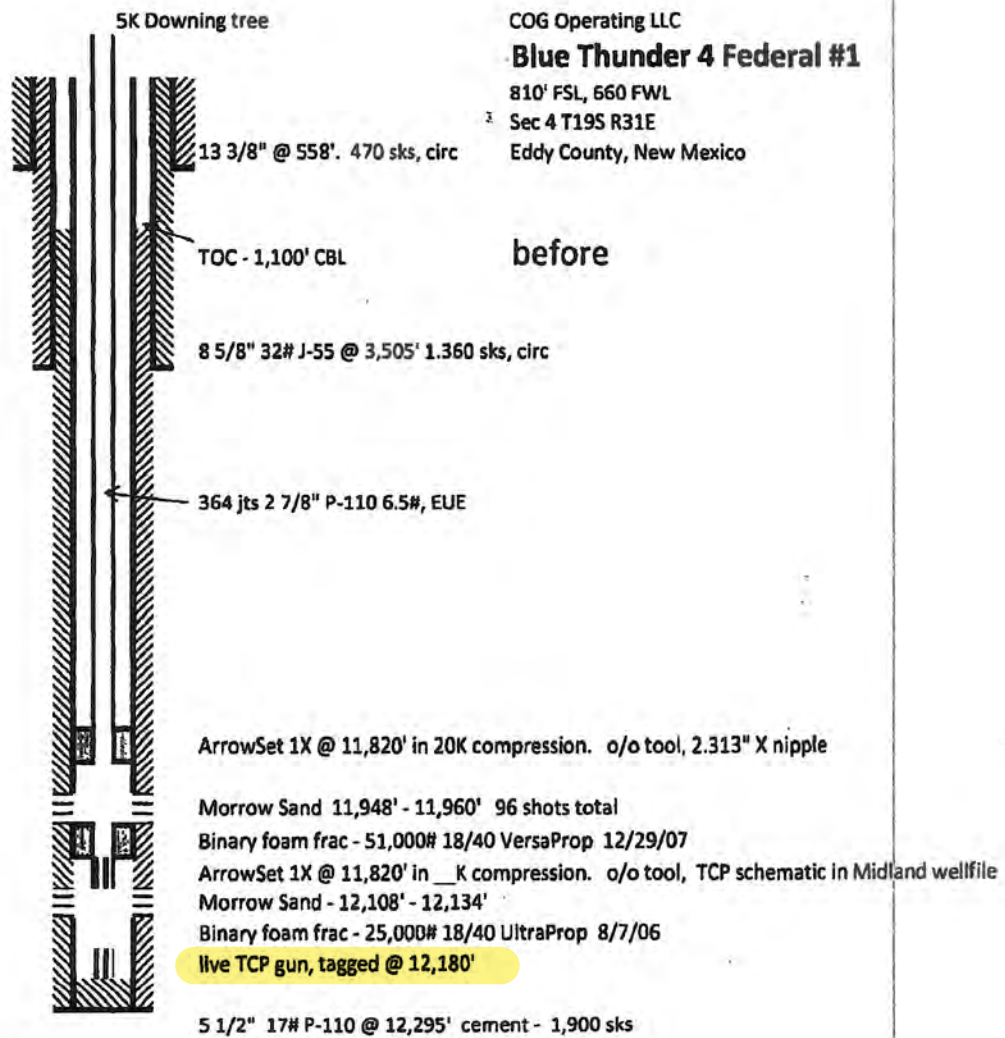 5K Downing tree
COG Operating LLC
Blue Thunder 4 Federal #1
810' FSL, 660 FWL
Sec 4 T19S R31E
Eddy County, New Mexico
13 3/8" @ 558'. 470 sks, circ
TOC - 1,100' CBL
before
8 5/8" 32# J-55 @ 3,505' 1.360 sks, circ
364 jts 2 7/8" P-110 6.5#, EUE
ArrowSet 1X @ 11,820' in 20K compression. o/o tool, 2.313" X nipple
Morrow Sand 11,948' - 11,960' 96 shots total
Binary foam frac - 51,000# 18/40 VersaProp 12/29/07
ArrowSet 1X @ 11,820' in __K compression. o/o tool, TCP schematic in Midland wellfile
Morrow Sand - 12,108' - 12,134'
Binary foam frac - 25,000# 18/40 UltraProp 8/7/06
live TCP gun, tagged @ 12,180'
5 1/2" 17# P-110 @ 12,295' cement - 1,900 sks